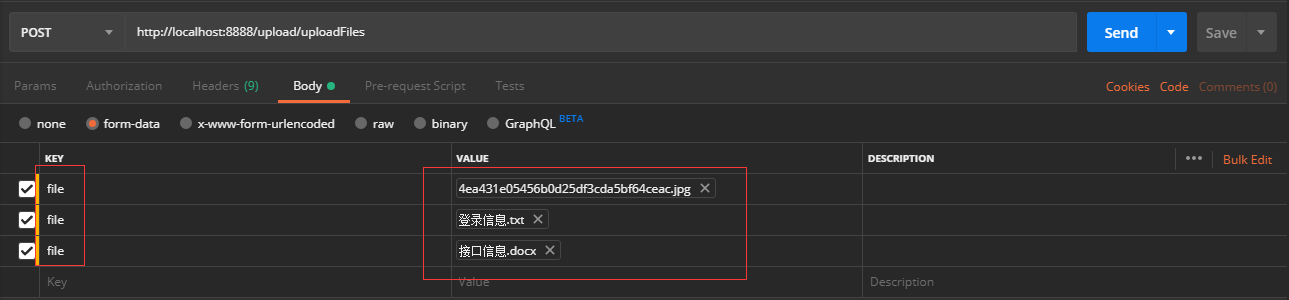 POST http://localhost:8888/upload/uploadFiles Send Save
Params Authorization Headers (9) Body Pre-request Script Tests Cookies Code Comments (0)
none form-data x-www-form-urlencoded raw binary GraphQL BETA
KEY VALUE DESCRIPTION ••• Bulk Edit
file 4ea431e05456b0d25df3cda5bf64ceac.jpg
file 登录信息.txt
file 接口信息.docx
Key Value Description